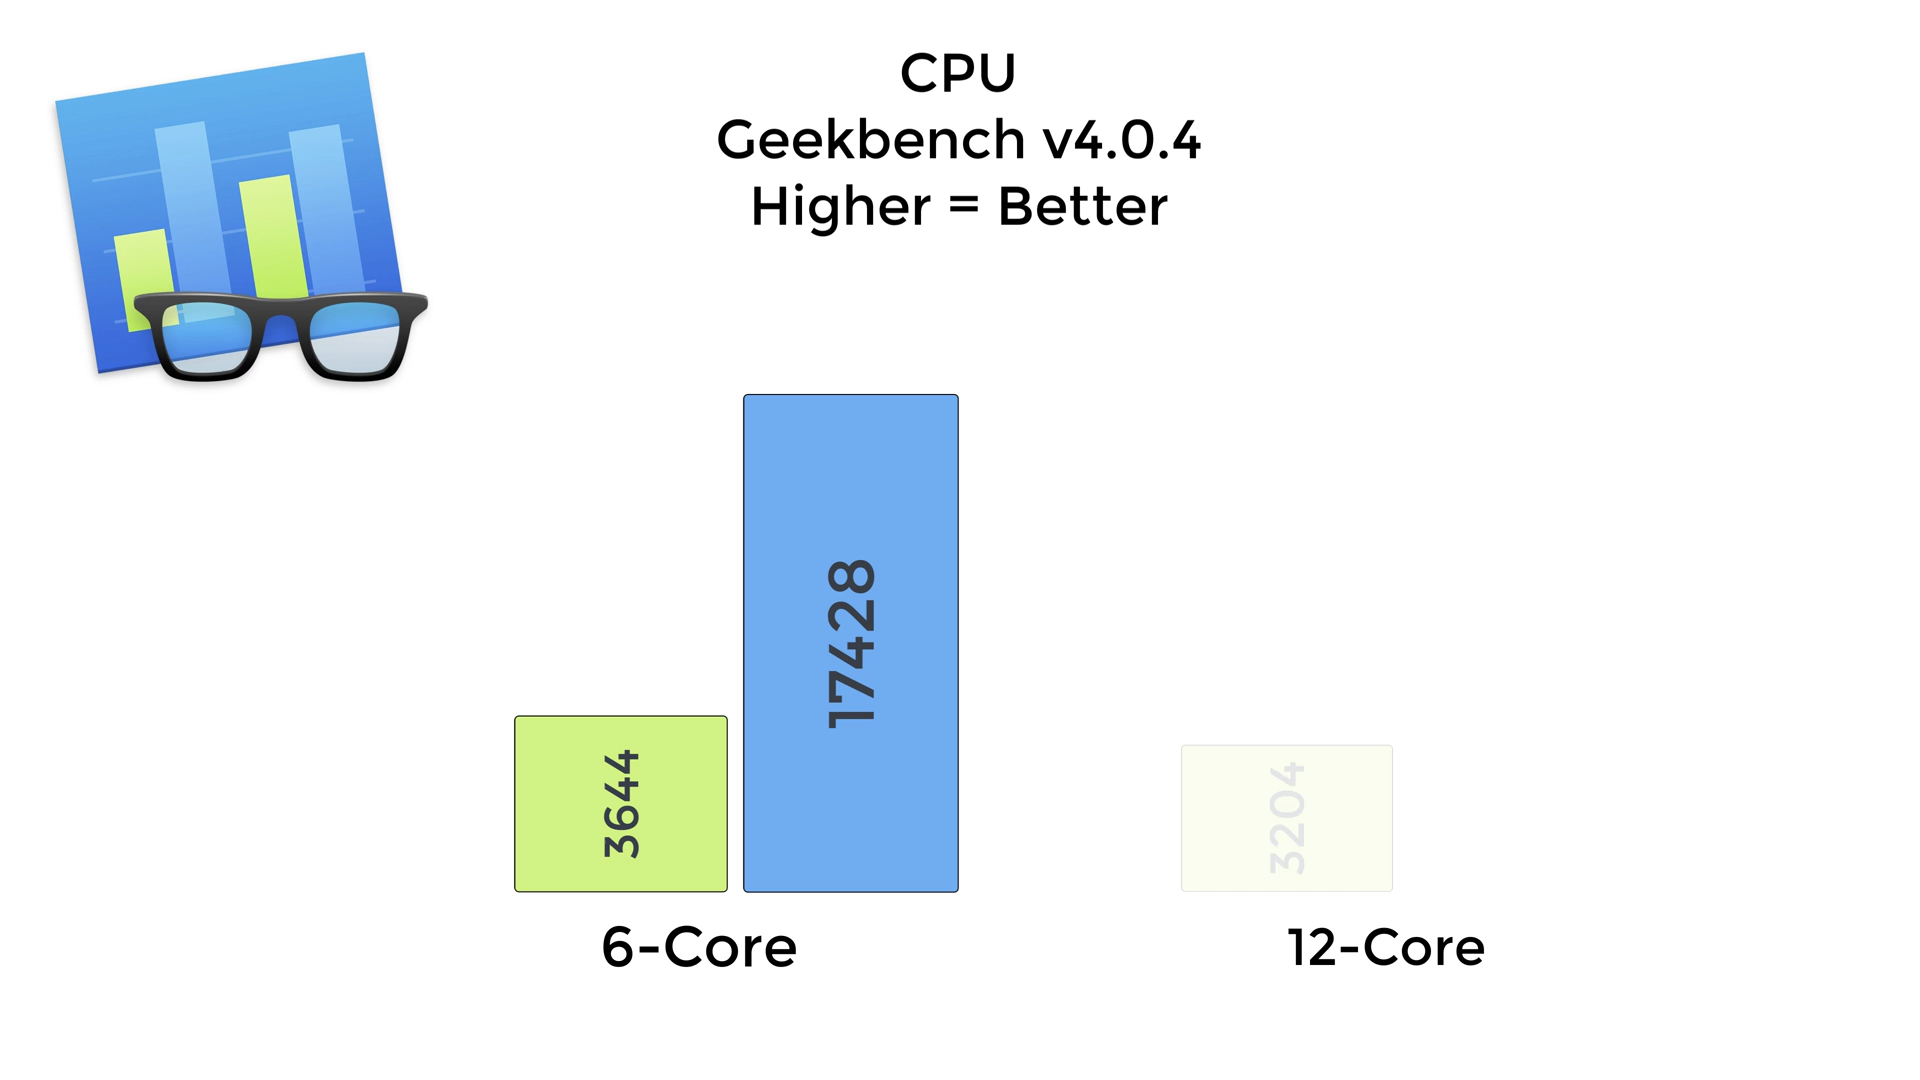 CPU
Geekbench v4.0.4
Higher = Better
3644
17428
3204
6-Core
12-Core